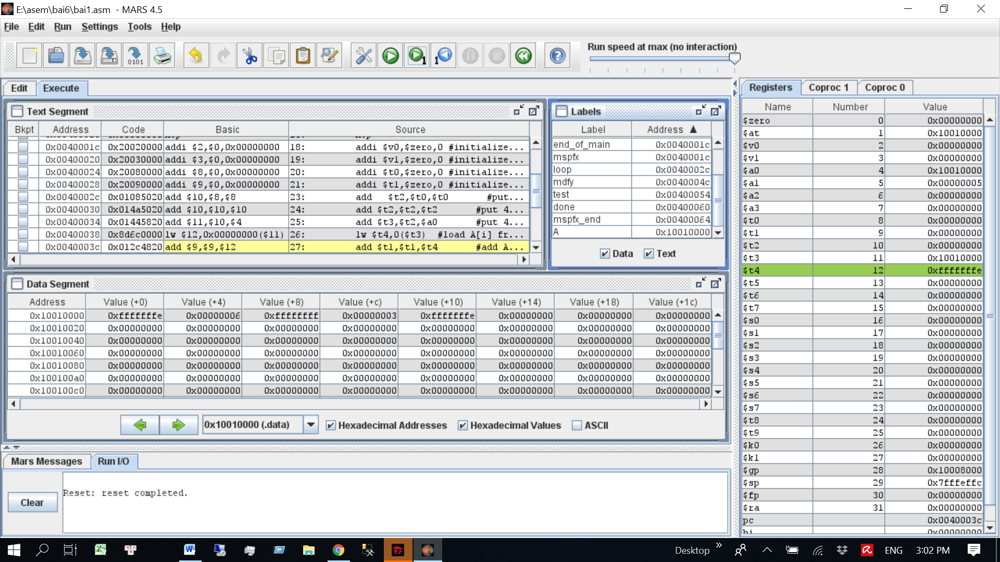 E:\asem\bai6\bai1.asm - MARS 4.5
File Edit Run Settings Tools Help
Run speed at max (no interaction)
Edit Execute
Text Segment
Bkpt Address Code Basic Source
0x0040001c 0x20020000 addi $2,$0,0x00000000 18: addi $v0,$zero,0 #initialize...
0x00400020 0x20030000 addi $3,$0,0x00000000 19: addi $v1,$zero,0 #initialize...
0x00400024 0x20080000 addi $8,$0,0x00000000 20: addi $t0,$zero,0 #initialize...
0x00400028 0x20090000 addi $9,$0,0x00000000 21: addi $t1,$zero,0 #initialize...
0x0040002c 0x01085020 add $10,$8,$8 23: add $t2,$t0,$t0 #put...
0x00400030 0x014a5020 add $10,$10,$10 24: add $t2,$t2,$t2 #put 4...
0x00400034 0x01445820 add $11,$10,$4 25: add $t3,$t2,$a0 #put 4...
0x00400038 0x8d6c0000 lw $12,0x00000000($11) 26: lw $t4,0($t3) #load A[i] fr...
0x0040003c 0x012c4820 add $9,$9,$12 27: add $t1,$t1,$t4 #add A...
Labels
Label Address ▲
end_of_main 0x0040001c
mspfx 0x0040001c
loop 0x0040002c
mdfy 0x0040004c
test 0x00400054
done 0x00400060
mspfx_end 0x00400064
A 0x10010000
Data Text
Data Segment
Address Value (+0) Value (+4) Value (+8) Value (+c) Value (+10) Value (+14) Value (+18) Value (+1c)
0x10010000 0xfffffffe 0x00000006 0xffffffff 0x00000003 0xfffffffe 0x00000000 0x00000000 0x00000000
0x10010020 0x00000000 0x00000000 0x00000000 0x00000000 0x00000000 0x00000000 0x00000000 0x00000000
0x10010040 0x00000000 0x00000000 0x00000000 0x00000000 0x00000000 0x00000000 0x00000000 0x00000000
0x10010060 0x00000000 0x00000000 0x00000000 0x00000000 0x00000000 0x00000000 0x00000000 0x00000000
0x10010080 0x00000000 0x00000000 0x00000000 0x00000000 0x00000000 0x00000000 0x00000000 0x00000000
0x100100a0 0x00000000 0x00000000 0x00000000 0x00000000 0x00000000 0x00000000 0x00000000 0x00000000
0x100100c0 0x00000000 0x00000000 0x00000000 0x00000000 0x00000000 0x00000000 0x00000000 0x00000000
0x10010000 (.data) Hexadecimal Addresses Hexadecimal Values ASCII
Mars Messages Run I/O
Reset: reset completed.
Clear
Registers Coproc 1 Coproc 0
Name Number Value
$zero 0 0x00000000
$at 1 0x10010000
$v0 2 0x00000000
$v1 3 0x00000000
$a0 4 0x10010000
$a1 5 0x00000005
$a2 6 0x00000000
$a3 7 0x00000000
$t0 8 0x00000000
$t1 9 0x00000000
$t2 10 0x00000000
$t3 11 0x10010000
$t4 12 0xfffffffe
$t5 13 0x00000000
$t6 14 0x00000000
$t7 15 0x00000000
$s0 16 0x00000000
$s1 17 0x00000000
$s2 18 0x00000000
$s3 19 0x00000000
$s4 20 0x00000000
$s5 21 0x00000000
$s6 22 0x00000000
$s7 23 0x00000000
$t8 24 0x00000000
$t9 25 0x00000000
$k0 26 0x00000000
$k1 27 0x00000000
$gp 28 0x10008000
$sp 29 0x7fffeffc
$fp 30 0x00000000
$ra 31 0x00000000
pc 0x0040003c
hi 0x00000000
Desktop ENG 3:02 PM